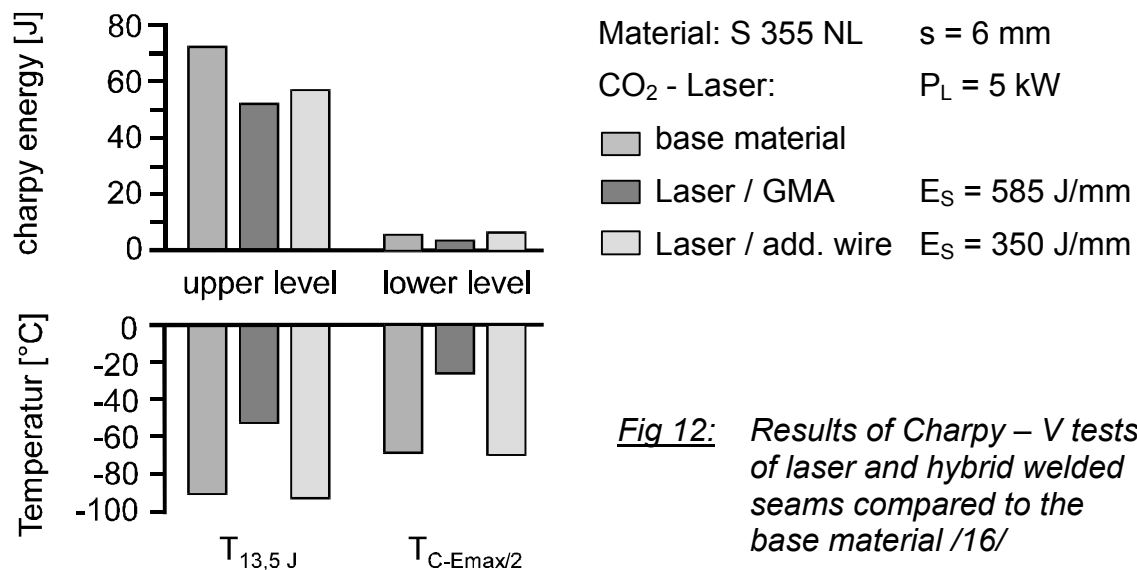 charpy energy [J]
80
60
40
20
0
upper level lower level
Temperatur [°C]
0
-20
-40
-60
-80
-100
T13,5 J TC-Emax/2
Material: S 355 NL s = 6 mm
CO2 - Laser: PL = 5 kW
base material
Laser / GMA ES = 585 J/mm
Laser / add. wire ES = 350 J/mm
Fig 12: Results of Charpy – V tests
of laser and hybrid welded
seams compared to the
base material /16/